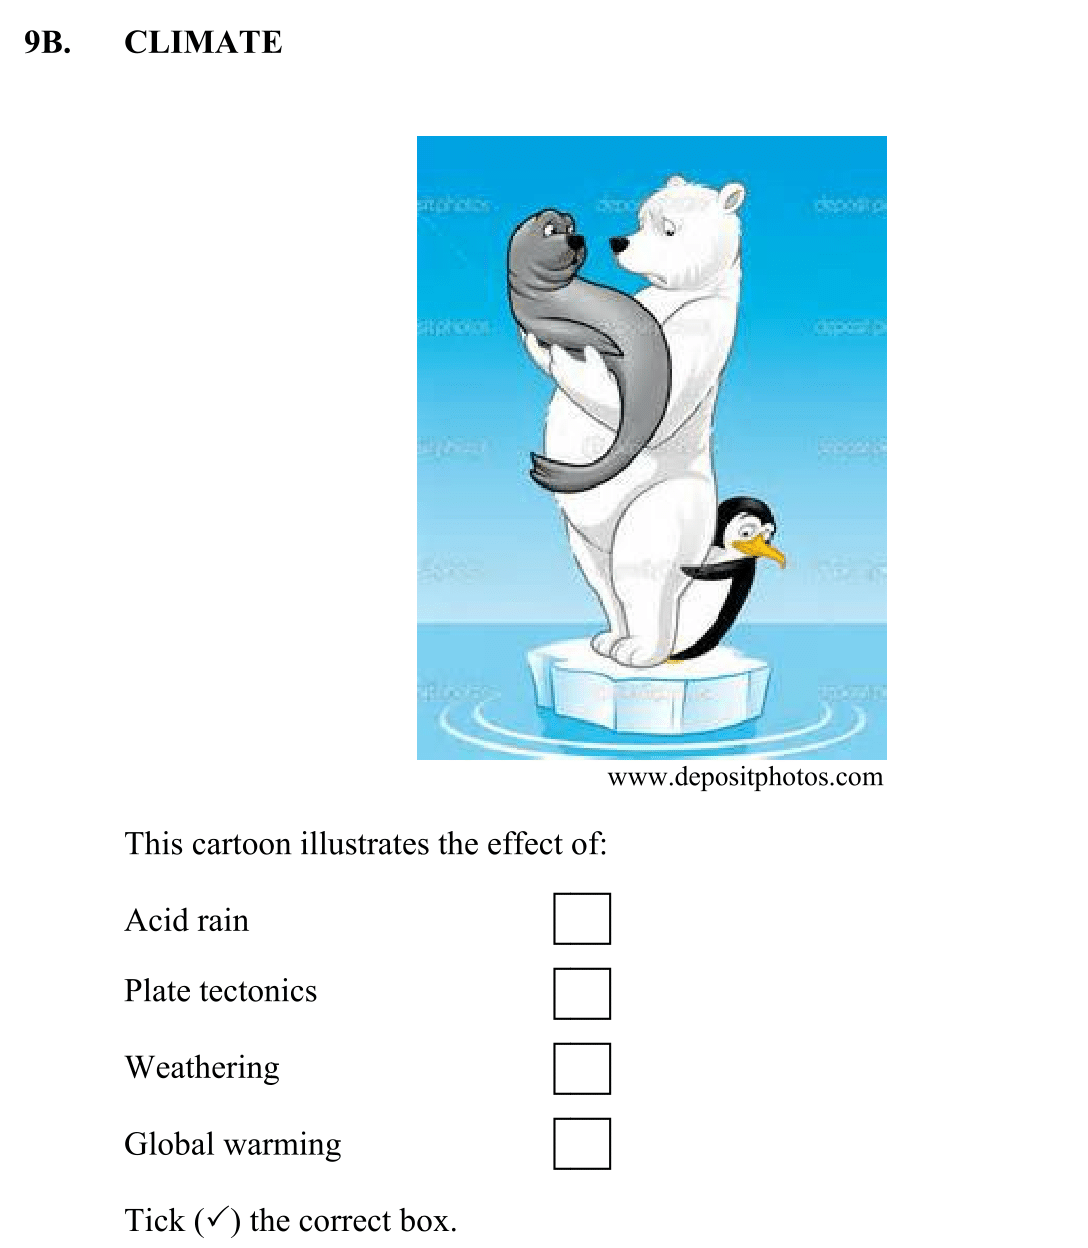 9B. CLIMATE
www.depositphotos.com
This cartoon illustrates the effect of:
Acid rain
Plate tectonics
Weathering
Global warming
Tick (✓) the correct box.